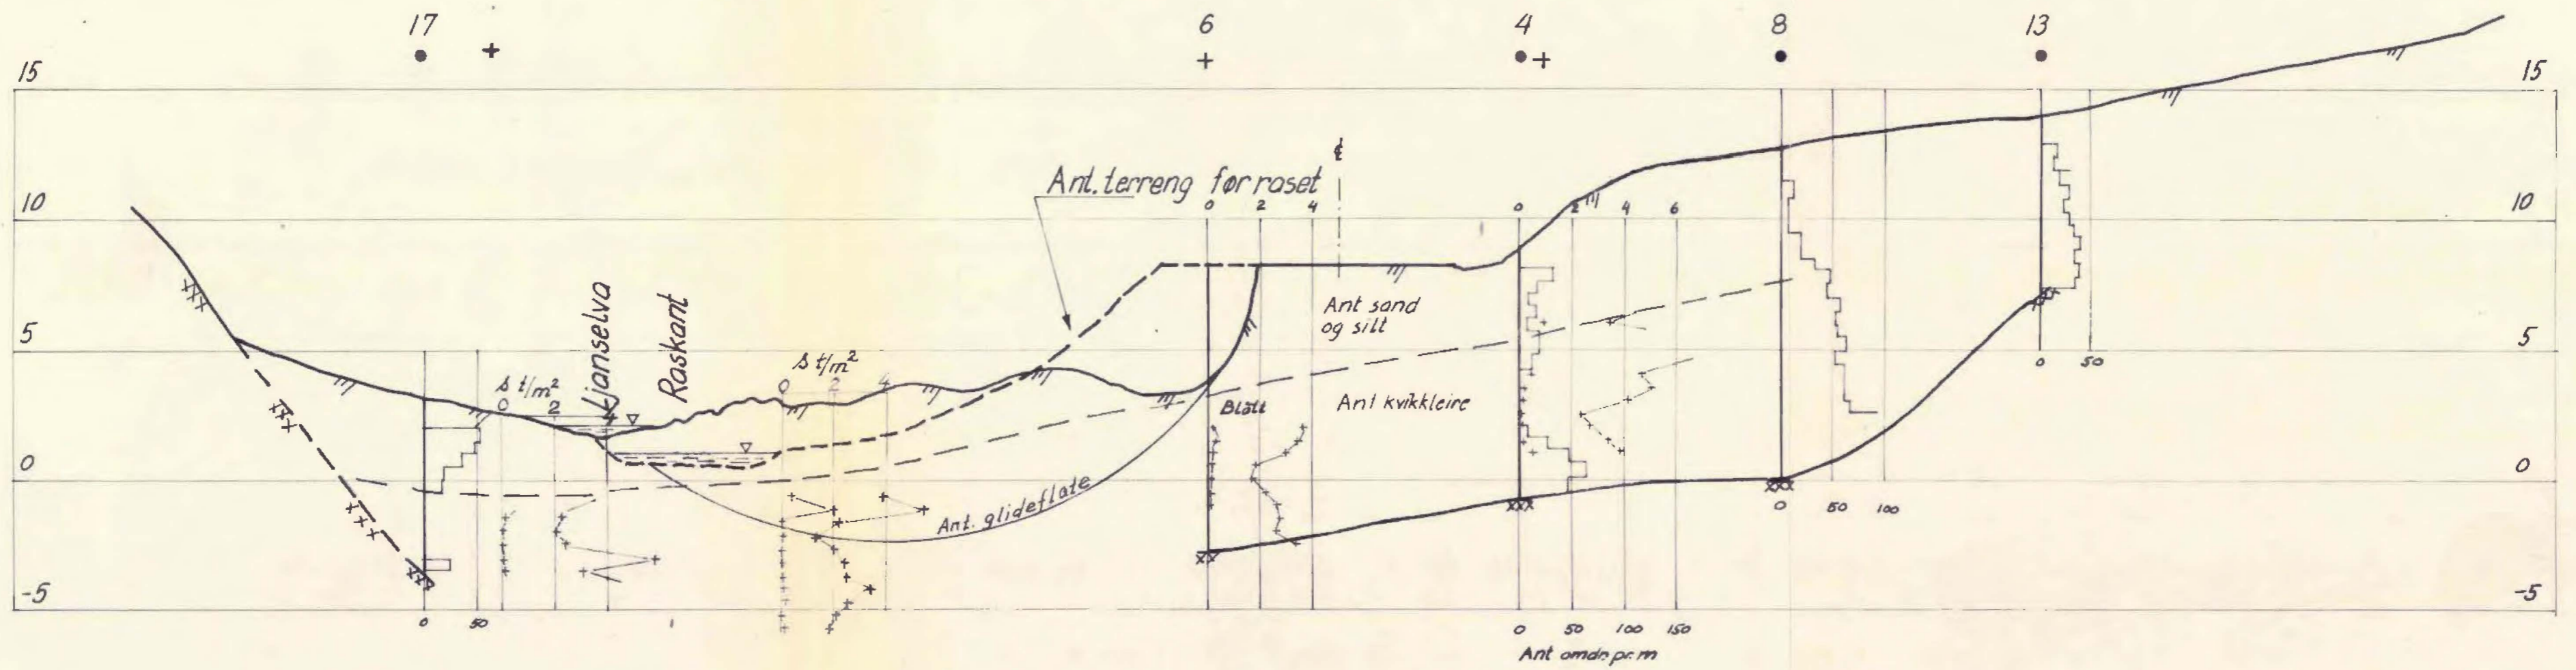 17 6 4 8 13
15 15
Ant. terreng før raset
0 2 4
0 2 4 6
10 10
Ljanselva
Raskant
Ant sand
og silt
5 5
s t/m²
0 2 4
s t/m²
0 2 4
0 50
Bløtt
Ant kvikkleire
0 0
Ant. glideflate
0 50 100
-5 -5
0 50
0 50 100 150
Ant omdr. pr m